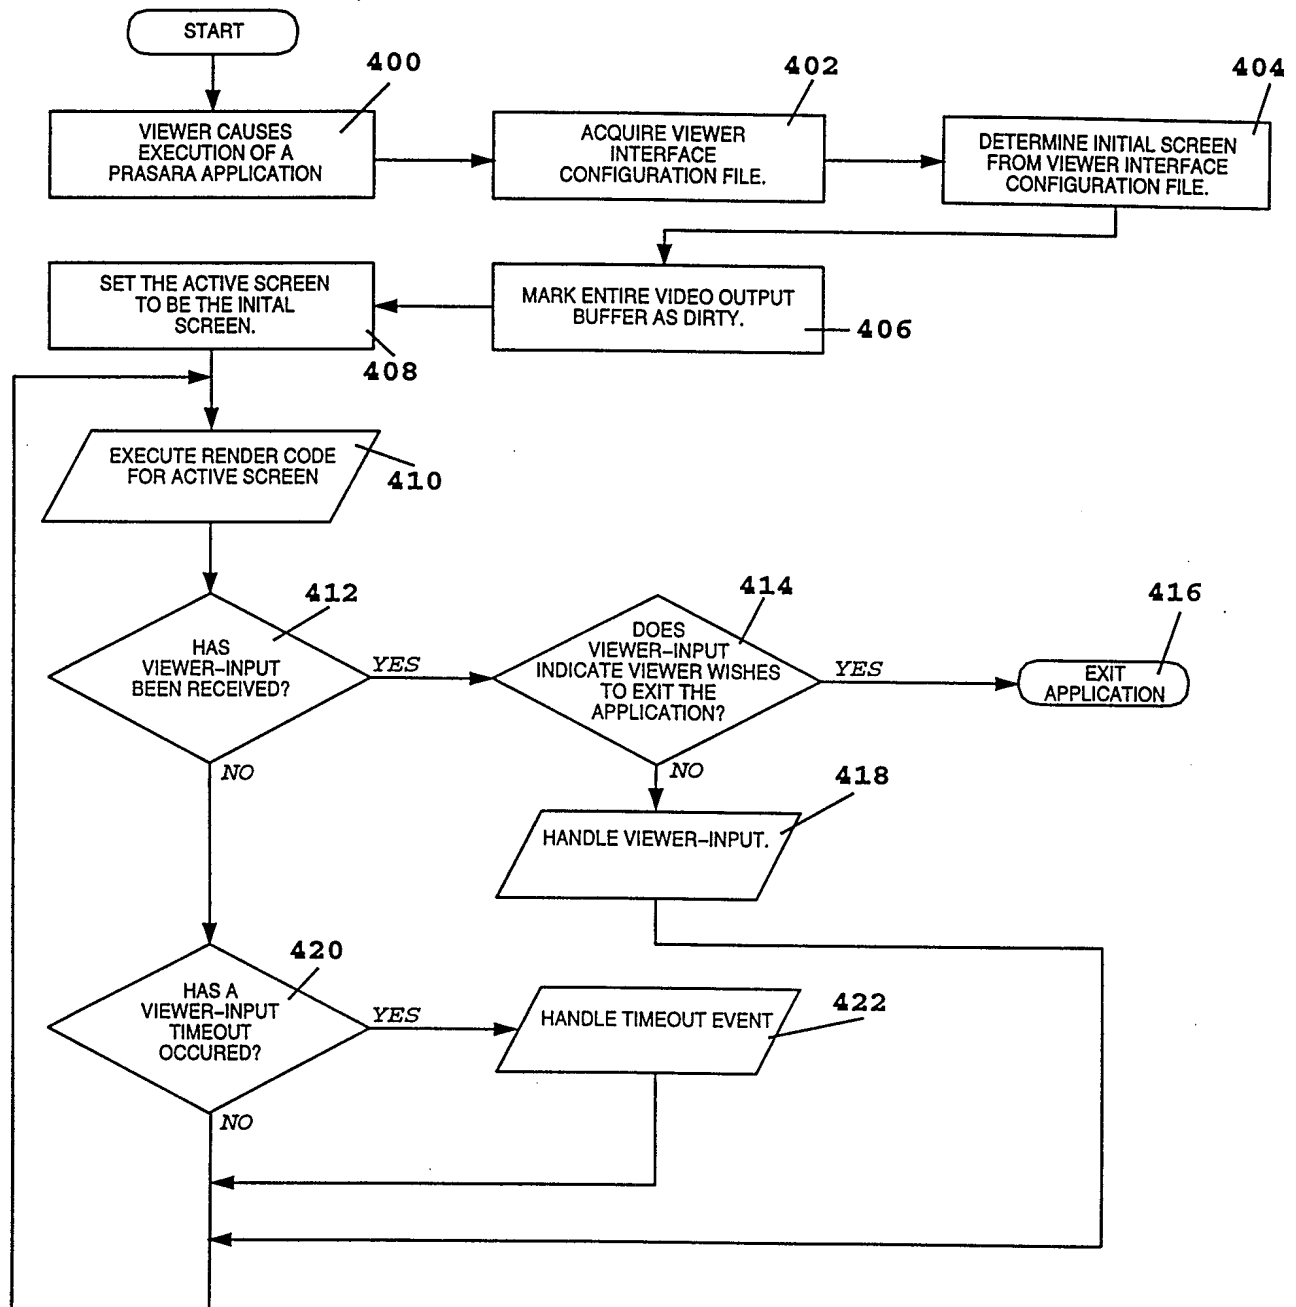 START
400
VIEWER CAUSES
EXECUTION OF A
PRASARA APPLICATION
402
ACQUIRE VIEWER
INTERFACE
CONFIGURATION FILE.
404
DETERMINE INITIAL SCREEN
FROM VIEWER INTERFACE
CONFIGURATION FILE.
SET THE ACTIVE SCREEN
TO BE THE INITAL
SCREEN.
408
MARK ENTIRE VIDEO OUTPUT
BUFFER AS DIRTY.
406
EXECUTE RENDER CODE
FOR ACTIVE SCREEN
410
412
HAS
VIEWER-INPUT
BEEN RECEIVED?
YES
NO
414
DOES
VIEWER-INPUT
INDICATE VIEWER WISHES
TO EXIT THE
APPLICATION?
YES
NO
416
EXIT
APPLICATION
418
HANDLE VIEWER-INPUT.
420
HAS A
VIEWER-INPUT
TIMEOUT
OCCURED?
YES
NO
HANDLE TIMEOUT EVENT
422